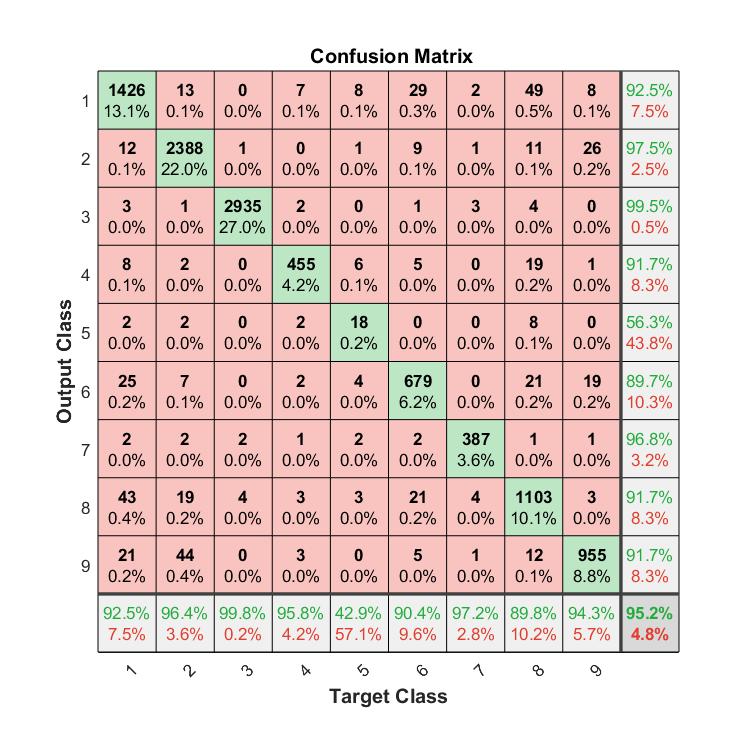 Confusion Matrix
1 1426 13 0 7 8 29 2 49 8 92.5%
13.1% 0.1% 0.0% 0.1% 0.1% 0.3% 0.0% 0.5% 0.1% 7.5%
2 12 2388 1 0 1 9 1 11 26 97.5%
0.1% 22.0% 0.0% 0.0% 0.0% 0.1% 0.0% 0.1% 0.2% 2.5%
3 3 1 2935 2 0 1 3 4 0 99.5%
0.0% 0.0% 27.0% 0.0% 0.0% 0.0% 0.0% 0.0% 0.0% 0.5%
4 8 2 0 455 6 5 0 19 1 91.7%
0.1% 0.0% 0.0% 4.2% 0.1% 0.0% 0.0% 0.2% 0.0% 8.3%
5 2 2 0 2 18 0 0 8 0 56.3%
0.0% 0.0% 0.0% 0.0% 0.2% 0.0% 0.0% 0.1% 0.0% 43.8%
6 25 7 0 2 4 679 0 21 19 89.7%
0.2% 0.1% 0.0% 0.0% 0.0% 6.2% 0.0% 0.2% 0.2% 10.3%
7 2 2 2 1 2 2 387 1 1 96.8%
0.0% 0.0% 0.0% 0.0% 0.0% 0.0% 3.6% 0.0% 0.0% 3.2%
8 43 19 4 3 3 21 4 1103 3 91.7%
0.4% 0.2% 0.0% 0.0% 0.0% 0.2% 0.0% 10.1% 0.0% 8.3%
9 21 44 0 3 0 5 1 12 955 91.7%
0.2% 0.4% 0.0% 0.0% 0.0% 0.0% 0.0% 0.1% 8.8% 8.3%
92.5% 96.4% 99.8% 95.8% 42.9% 90.4% 97.2% 89.8% 94.3% 95.2%
7.5% 3.6% 0.2% 4.2% 57.1% 9.6% 2.8% 10.2% 5.7% 4.8%
1 2 3 4 5 6 7 8 9
Target Class
Output Class